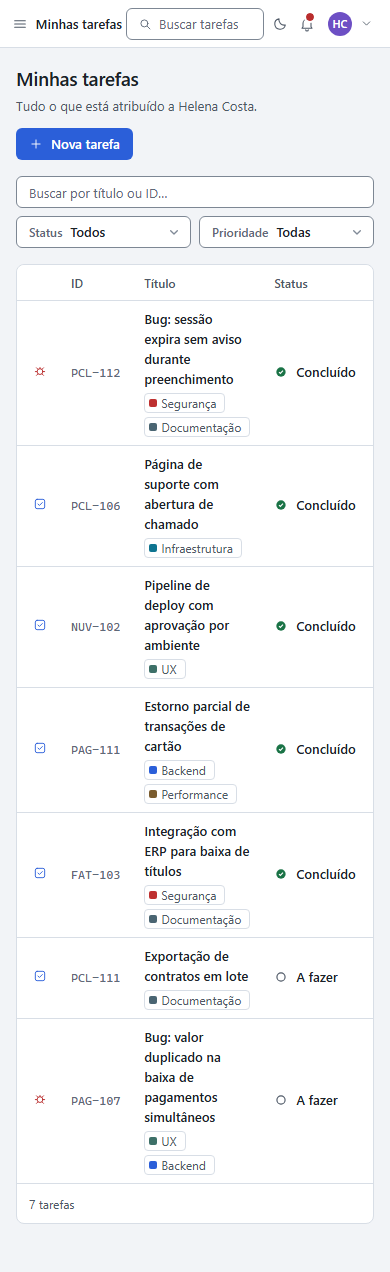 Minhas tarefas
Buscar tarefas
HC
Minhas tarefas
Tudo o que está atribuído a Helena Costa.
Nova tarefa
Buscar por título ou ID...
Status Todos
Prioridade Todas
ID Título Status
Bug: sessão
expira sem aviso
durante
preenchimento
PCL-112
Concluído
Segurança
Documentação
Página de
suporte com
abertura de
chamado
PCL-106
Concluído
Infraestrutura
Pipeline de
deploy com
aprovação por
ambiente
NUV-102
Concluído
UX
Estorno parcial de
transações de
cartão
PAG-111
Concluído
Backend
Performance
Integração com
ERP para baixa de
títulos
FAT-103
Concluído
Segurança
Documentação
Exportação de
contratos em lote
PCL-111
A fazer
Documentação
Bug: valor
duplicado na
baixa de
pagamentos
simultâneos
PAG-107
A fazer
UX
Backend
7 tarefas